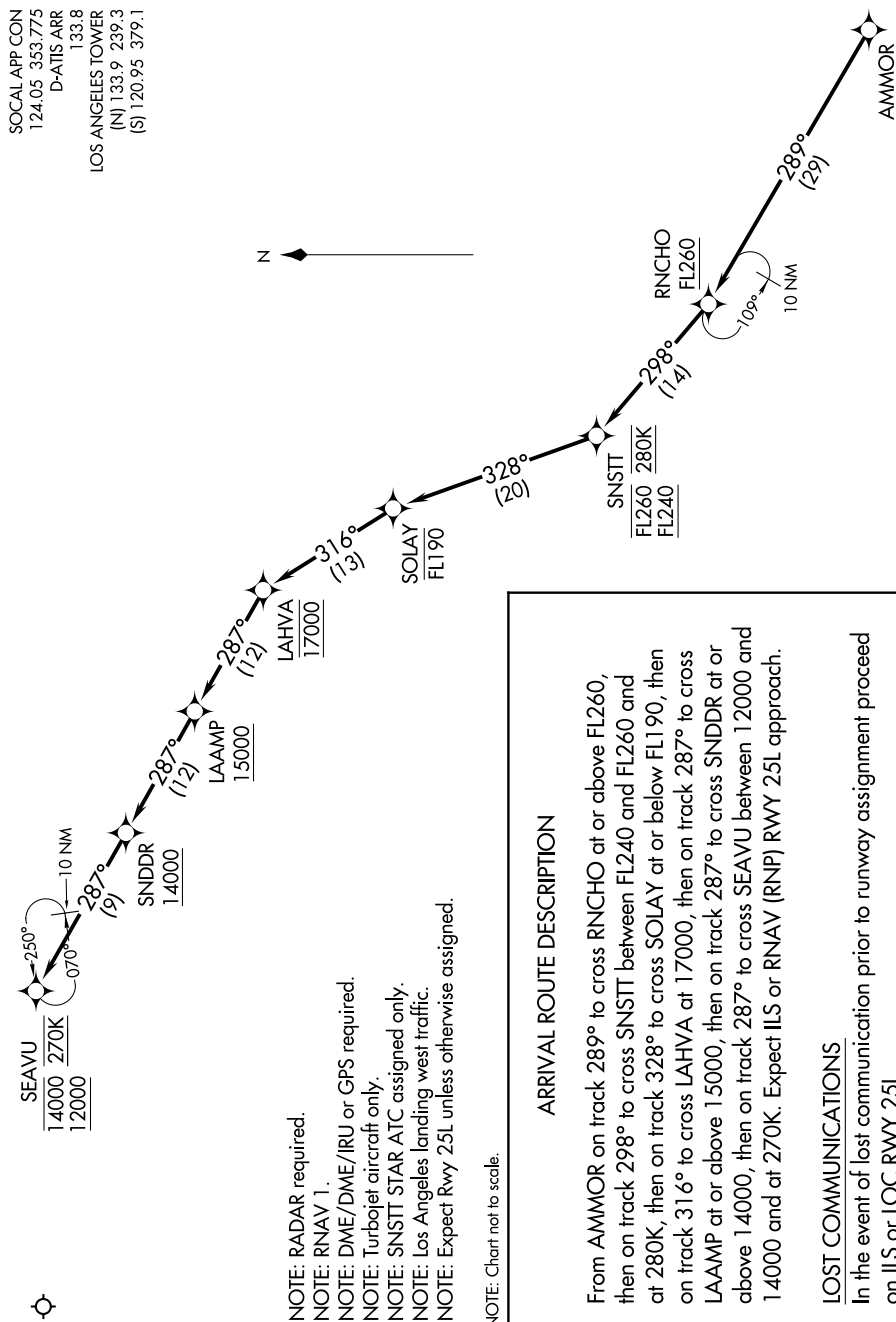 SOCAL APP CON
124.05 353.775
D-ATIS ARR
133.8
LOS ANGELES TOWER
(N) 133.9 239.3
(S) 120.95 379.1
N
SEAVU
14000 270K
12000
250°
070°
10 NM
287°
(9)
SNDDR
14000
287°
(12)
LAAMP
15000
287°
(12)
LAHVA
17000
316°
(13)
SOLAY
FL190
328°
(20)
SNSTT
FL260 280K
FL240
298°
(14)
RNCHO
FL260
109°
10 NM
289°
(29)
AMMOR
NOTE: RADAR required.
NOTE: RNAV 1.
NOTE: DME/DME/IRU or GPS required.
NOTE: Turbojet aircraft only.
NOTE: SNSTT STAR ATC assigned only.
NOTE: Los Angeles landing west traffic.
NOTE: Expect Rwy 25L unless otherwise assigned.
NOTE: Chart not to scale.
ARRIVAL ROUTE DESCRIPTION
From AMMOR on track 289° to cross RNCHO at or above FL260,
then on track 298° to cross SNSTT between FL240 and FL260 and
at 280K, then on track 328° to cross SOLAY at or below FL190, then
on track 316° to cross LAHVA at 17000, then on track 287° to cross
LAAMP at or above 15000, then on track 287° to cross SNDDR at or
above 14000, then on track 287° to cross SEAVU between 12000 and
14000 and at 270K. Expect ILS or RNAV (RNP) RWY 25L approach.
LOST COMMUNICATIONS
In the event of lost communication prior to runway assignment proceed
on ILS or LOC RWY 25L